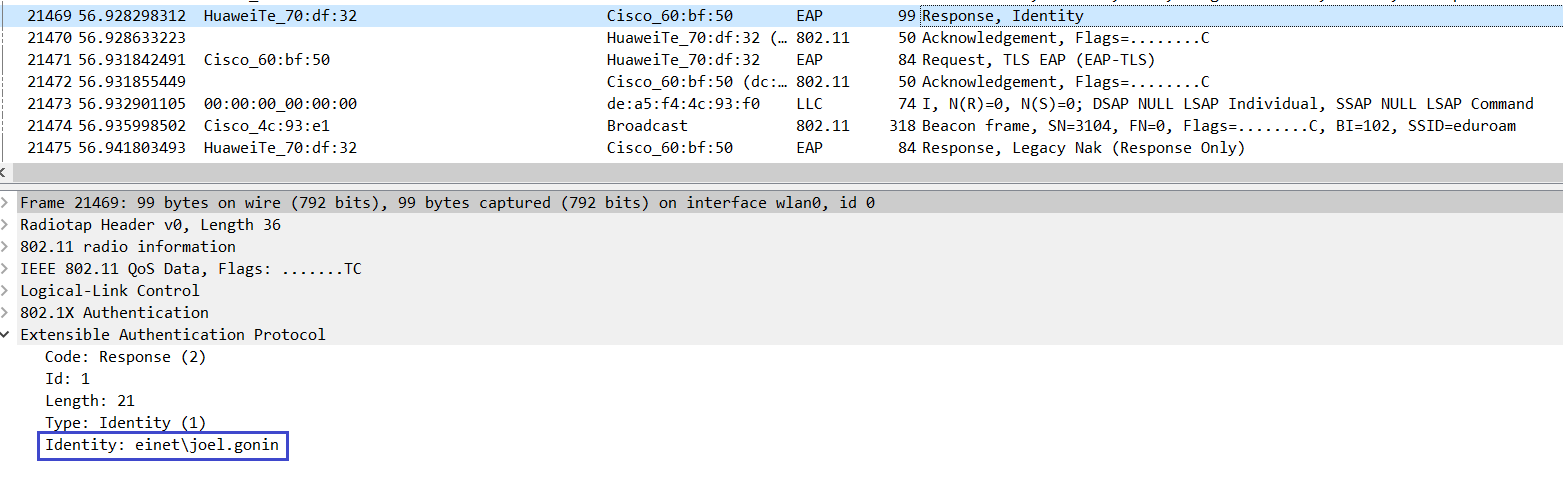 21469 56.928298312 HuaweiTe_70:df:32 Cisco_60:bf:50 EAP 99 Response, Identity
21470 56.928633223 HuaweiTe_70:df:32 (… 802.11 50 Acknowledgement, Flags=........C
21471 56.931842491 Cisco_60:bf:50 HuaweiTe_70:df:32 EAP 84 Request, TLS EAP (EAP-TLS)
21472 56.931855449 Cisco_60:bf:50 (dc:… 802.11 50 Acknowledgement, Flags=........C
21473 56.932901105 00:00:00_00:00:00 de:a5:f4:4c:93:f0 LLC 74 I, N(R)=0, N(S)=0; DSAP NULL LSAP Individual, SSAP NULL LSAP Command
21474 56.935998502 Cisco_4c:93:e1 Broadcast 802.11 318 Beacon frame, SN=3104, FN=0, Flags=........C, BI=102, SSID=eduroam
21475 56.941803493 HuaweiTe_70:df:32 Cisco_60:bf:50 EAP 84 Response, Legacy Nak (Response Only)
Frame 21469: 99 bytes on wire (792 bits), 99 bytes captured (792 bits) on interface wlan0, id 0
Radiotap Header v0, Length 36
802.11 radio information
IEEE 802.11 QoS Data, Flags: .......TC
Logical-Link Control
802.1X Authentication
Extensible Authentication Protocol
Code: Response (2)
Id: 1
Length: 21
Type: Identity (1)
Identity: einet\joel.gonin